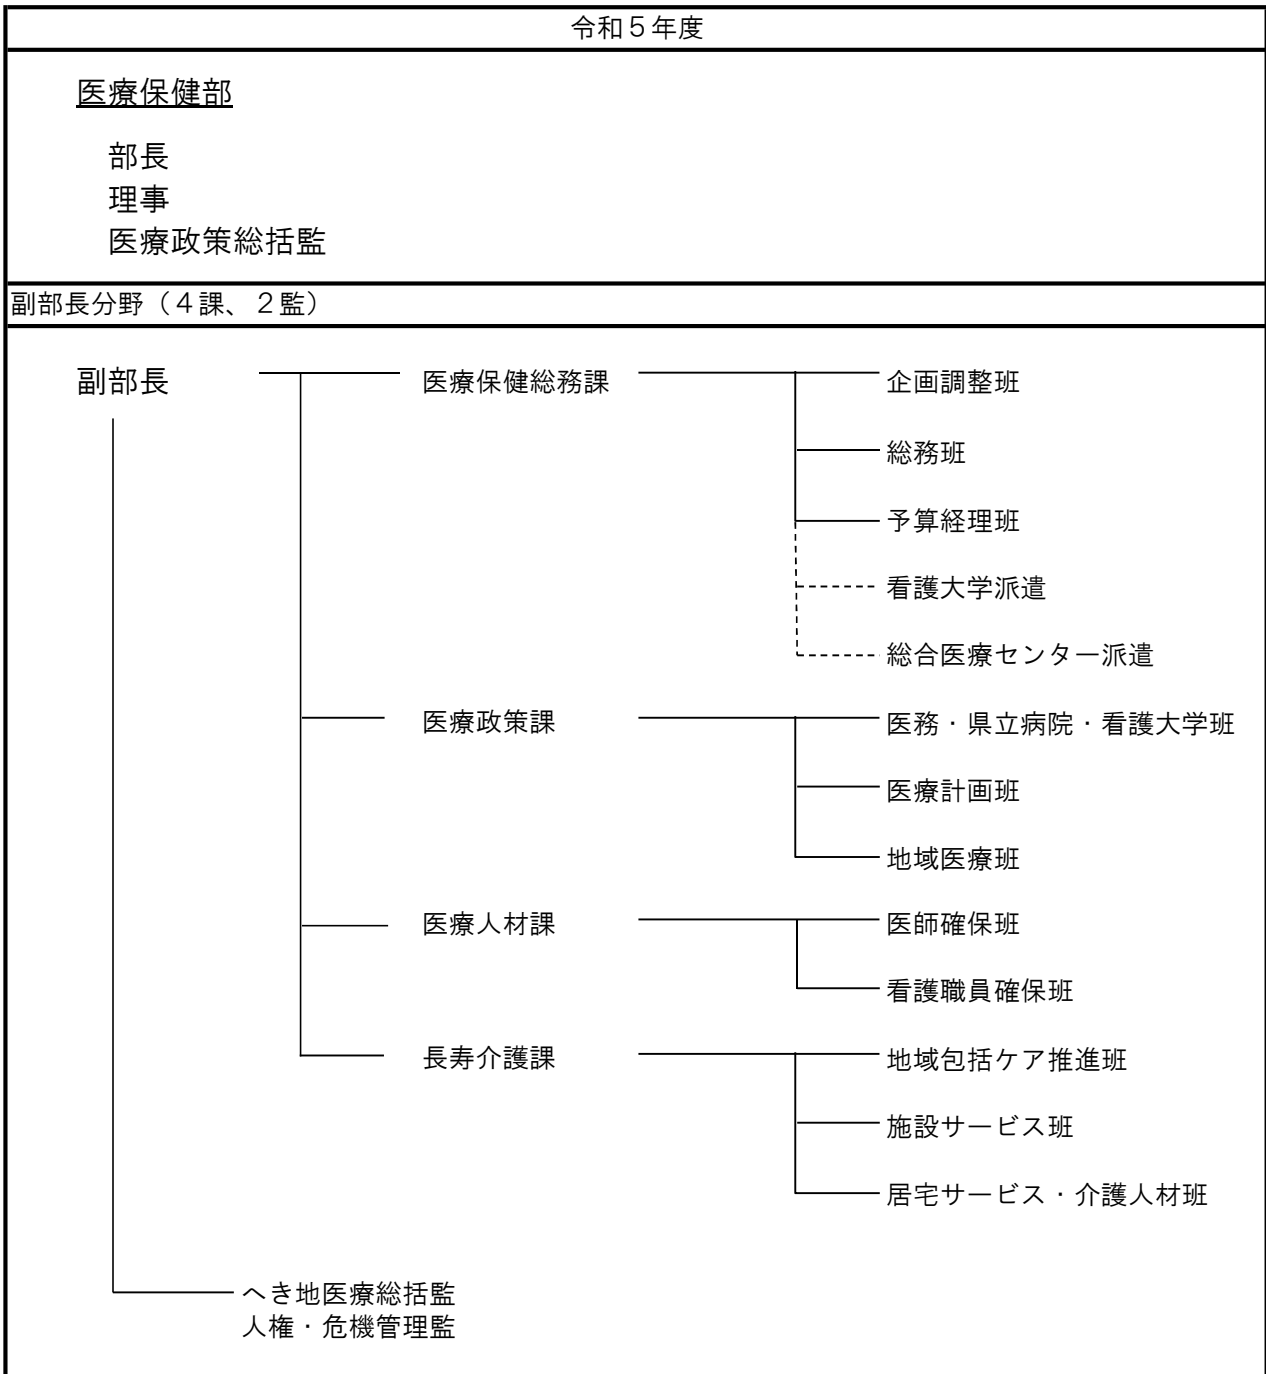 令和５年度
医療保健部
部長
理事
医療政策総括監
副部長分野（４課、２監）
副部長
医療保健総務課
企画調整班
総務班
予算経理班
看護大学派遣
総合医療センター派遣
医療政策課
医務・県立病院・看護大学班
医療計画班
地域医療班
医療人材課
医師確保班
看護職員確保班
長寿介護課
地域包括ケア推進班
施設サービス班
居宅サービス・介護人材班
へき地医療総括監
人権・危機管理監